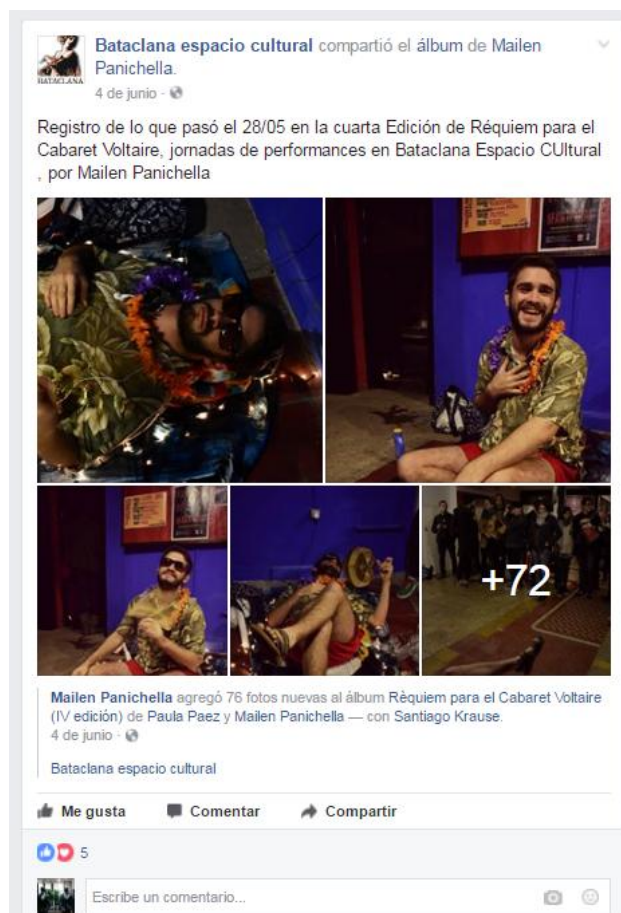 Bataclana espacio cultural compartió el álbum de Mailen
Panichella.
BATACLANA
4 de junio ·
Registro de lo que pasó el 28/05 en la cuarta Edición de Réquiem para el
Cabaret Voltaire, jornadas de performances en Bataclana Espacio CUltural
, por Mailen Panichella
+72
Mailen Panichella agregó 76 fotos nuevas al álbum Rèquiem para el Cabaret Voltaire
(IV edición) de Paula Paez y Mailen Panichella — con Santiago Krause.
4 de junio ·
Bataclana espacio cultural
Me gusta Comentar Compartir
5
Escribe un comentario...